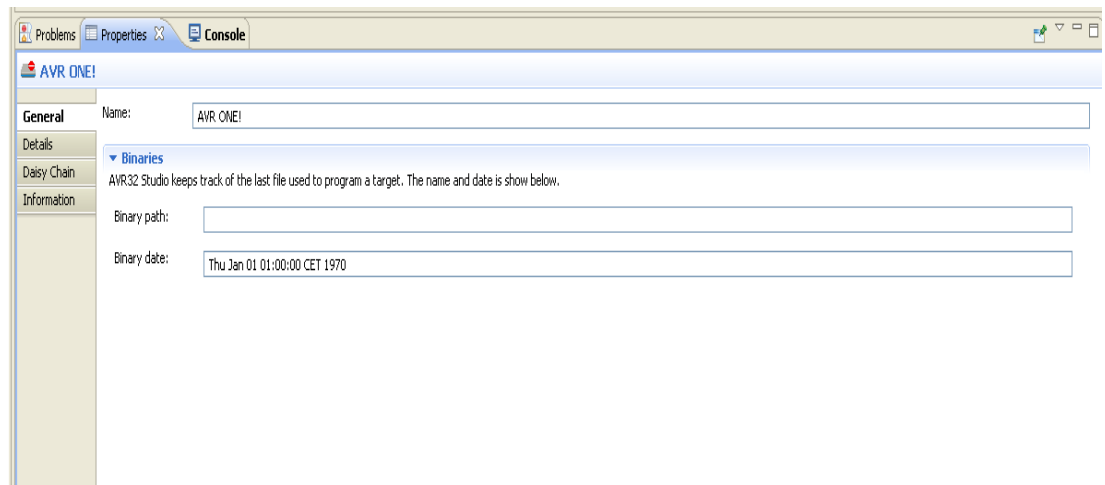 Problems Properties Console
AVR ONE!
General
Details
Daisy Chain
Information
Name: AVR ONE!
Binaries
AVR32 Studio keeps track of the last file used to program a target. The name and date is show below.
Binary path:
Binary date: Thu Jan 01 01:00:00 CET 1970